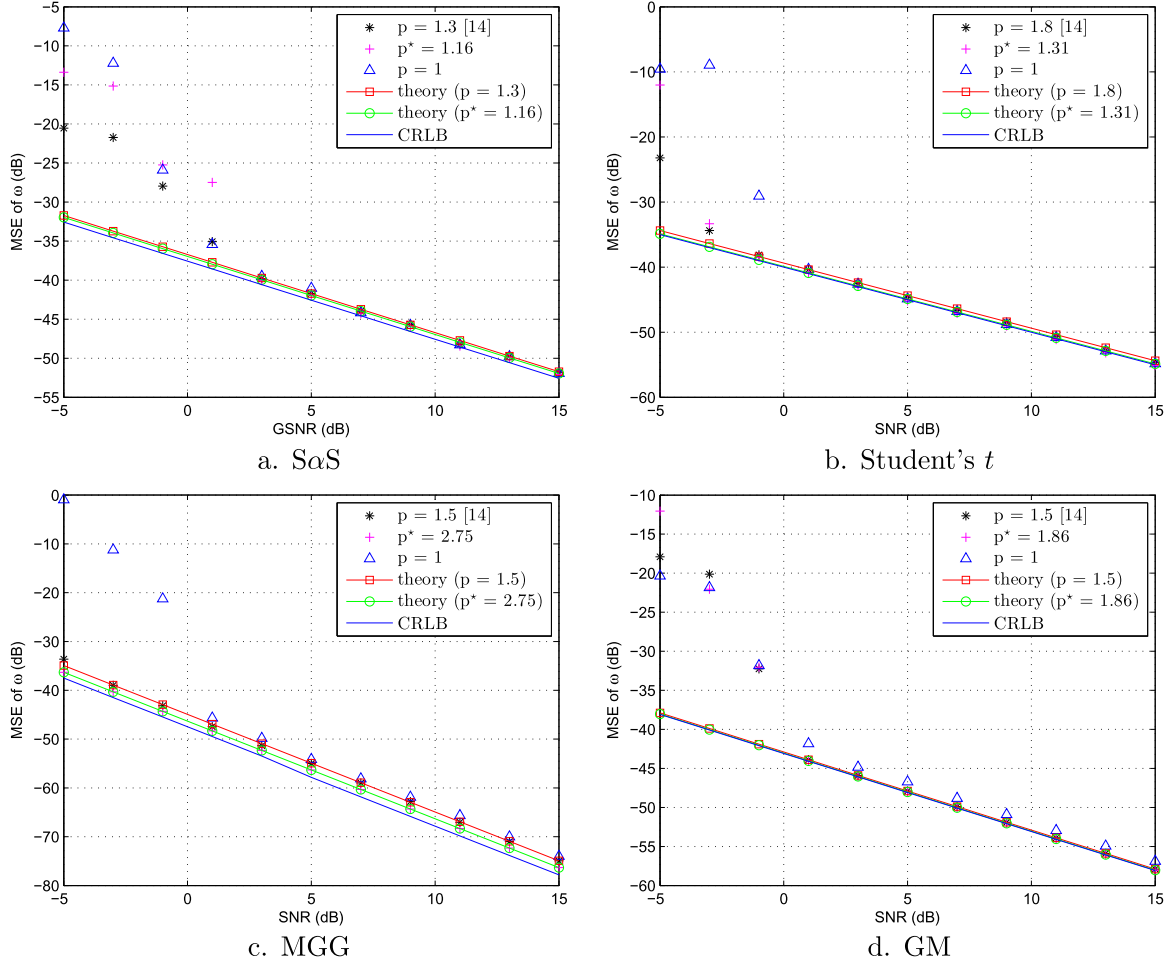 −5
−10
−15
−20
−25
−30
−35
−40
−45
−50
−55
MSE of ω (dB)
p = 1.3 [14]
p⋆ = 1.16
p = 1
theory (p = 1.3)
theory (p⋆ = 1.16)
CRLB
−5 0 5 10 15
GSNR (dB)
a. SαS
0
−10
−20
−30
−40
−50
−60
MSE of ω (dB)
p = 1.8 [14]
p⋆ = 1.31
p = 1
theory (p = 1.8)
theory (p⋆ = 1.31)
CRLB
−5 0 5 10 15
SNR (dB)
b. Student's t
0
−10
−20
−30
−40
−50
−60
−70
−80
MSE of ω (dB)
p = 1.5 [14]
p⋆ = 2.75
p = 1
theory (p = 1.5)
theory (p⋆ = 2.75)
CRLB
−5 0 5 10 15
SNR (dB)
c. MGG
−10
−15
−20
−25
−30
−35
−40
−45
−50
−55
−60
MSE of ω (dB)
p = 1.5 [14]
p⋆ = 1.86
p = 1
theory (p = 1.5)
theory (p⋆ = 1.86)
CRLB
−5 0 5 10 15
SNR (dB)
d. GM